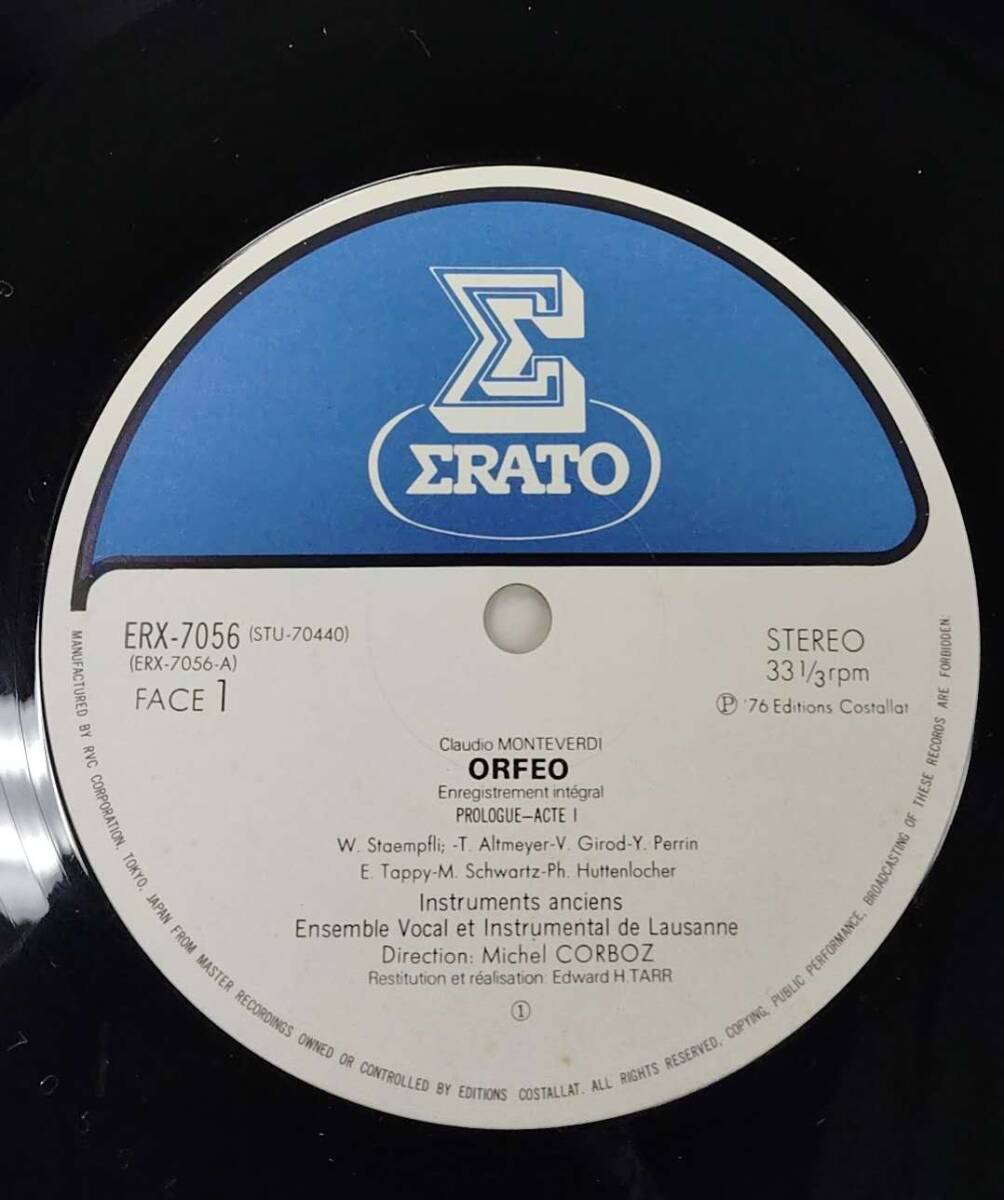 Σ
ΣRATO
ERX-7056 (STU-70440)
(ERX-7056-A)
FACE 1
STEREO
33 1/3 rpm
Ⓟ '76 Editions Costallat
Claudio MONTEVERDI
ORFEO
Enregistrement intégral
PROLOGUE–ACTE I
W. Staempfli; -T. Altmeyer-V. Girod-Y. Perrin
E. Tappy-M. Schwartz-Ph. Huttenlocher
Instruments anciens
Ensemble Vocal et Instrumental de Lausanne
Direction: Michel CORBOZ
Restitution et réalisation: Edward H. TARR
①
MANUFACTURED BY RVC CORPORATION, TOKYO, JAPAN FROM MASTER RECORDINGS OWNED OR CONTROLLED BY EDITIONS COSTALLAT. ALL RIGHTS RESERVED, COPYING, PUBLIC PERFORMANCE, BROADCASTING OF THESE RECORDS ARE FORBIDDEN.